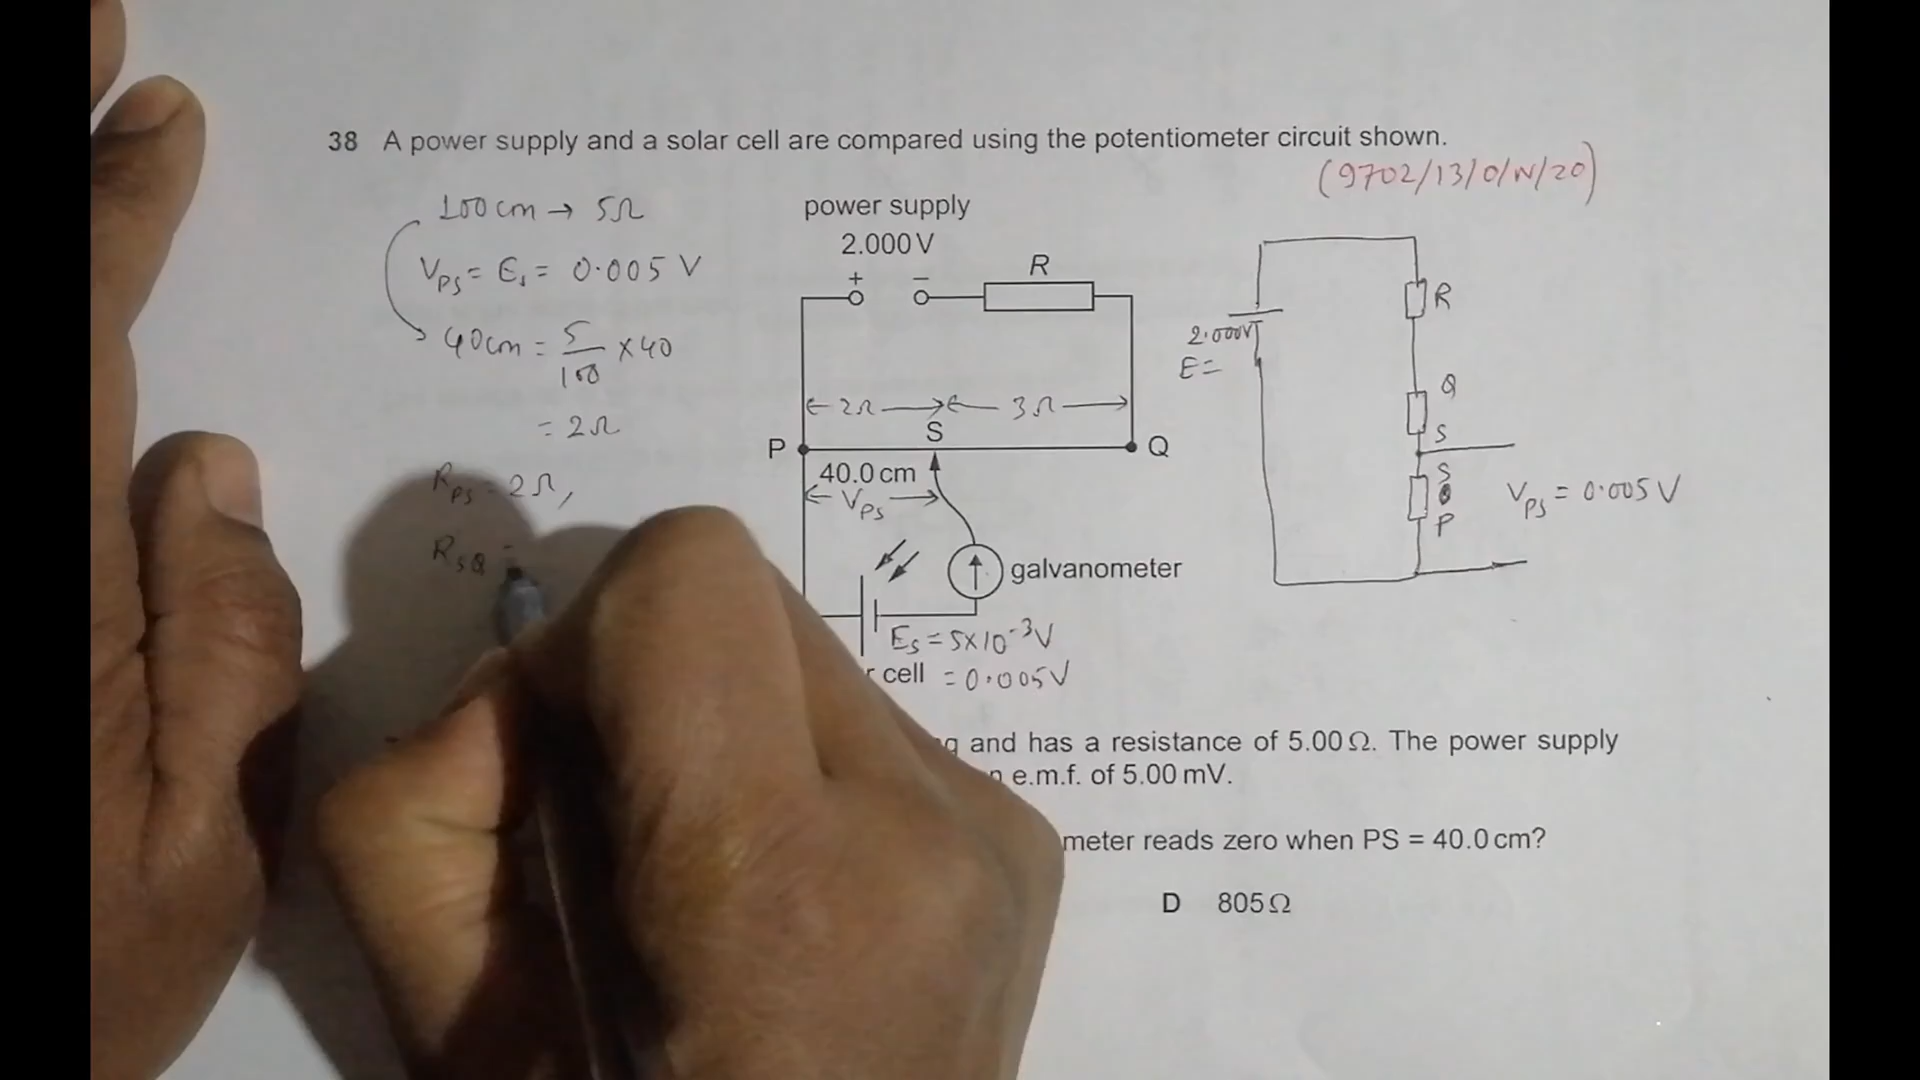 38 A power supply and a solar cell are compared using the potentiometer circuit shown.
(9702/13/O/N/20)
100cm → 5Ω
V_PS = E_s = 0.005 V
40cm = 5/100 × 40
= 2Ω
R_PS = 2Ω,
R_SQ =
power supply
2.000 V
+ −
R
← 2Ω → ← 3Ω →
P S Q
40.0 cm
← V_PS →
galvanometer
E_S = 5×10⁻³V
r cell = 0.005V
2.000V
E =
R
Q
S
S
P
V_PS = 0.005 V
g and has a resistance of 5.00 Ω. The power supply
n e.m.f. of 5.00 mV.
meter reads zero when PS = 40.0 cm?
D 805 Ω